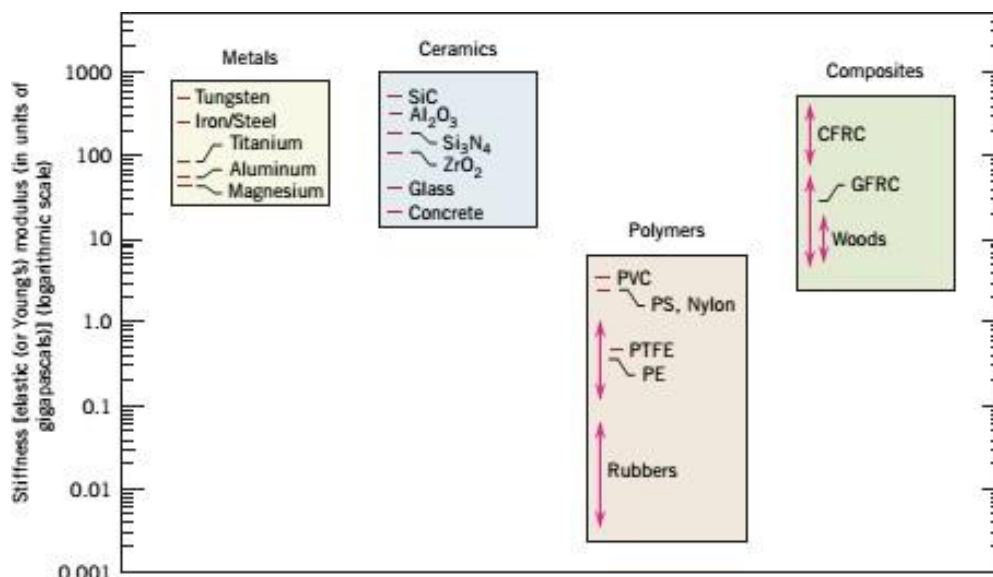 Stiffness [elastic (or Young's) modulus (in units of
gigapascals)] (logarithmic scale)
1000
100
10
1.0
0.1
0.01
0.001
Metals
Tungsten
Iron/Steel
Titanium
Aluminum
Magnesium
Ceramics
SiC
Al₂O₃
Si₃N₄
ZrO₂
Glass
Concrete
Polymers
PVC
PS, Nylon
PTFE
PE
Rubbers
Composites
CFRC
GFRC
Woods